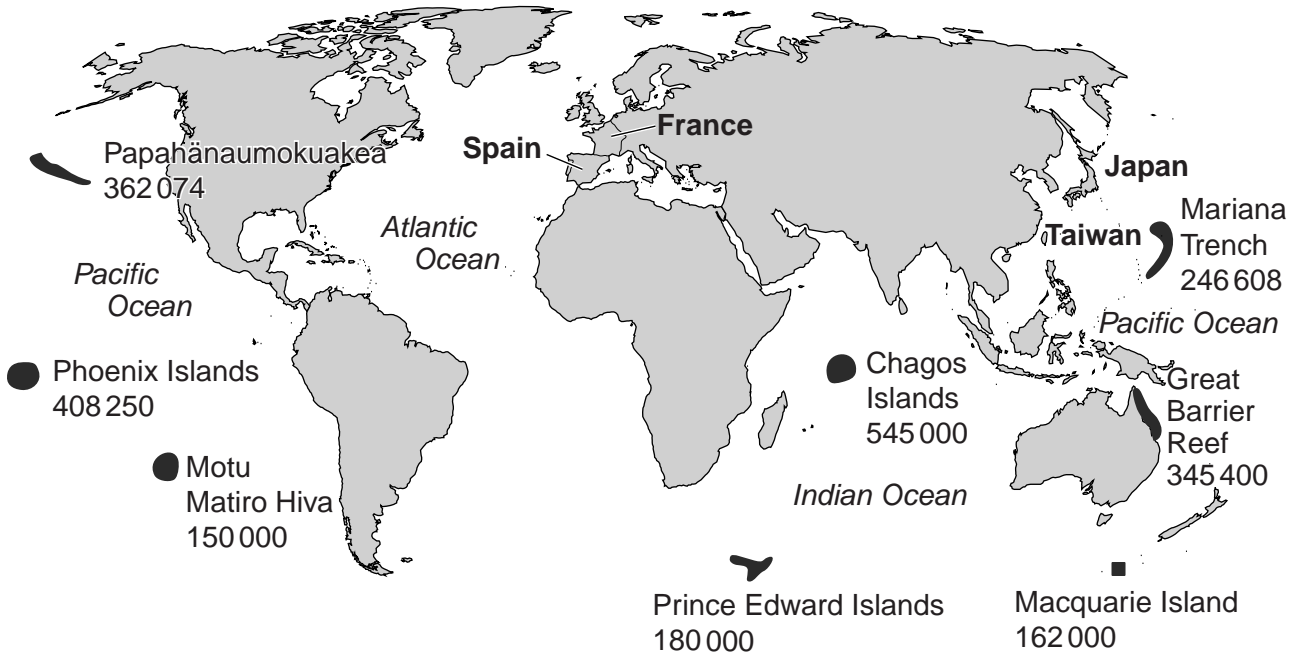 France
Spain
Papahänaumokuakea
362 074
Japan
Mariana
Trench
246 608
Taiwan
Atlantic
Ocean
Pacific
Ocean
Pacific Ocean
Phoenix Islands
408 250
Chagos
Islands
545 000
Great
Barrier
Reef
345 400
Motu
Matiro Hiva
150 000
Indian Ocean
Prince Edward Islands
180 000
Macquarie Island
162 000